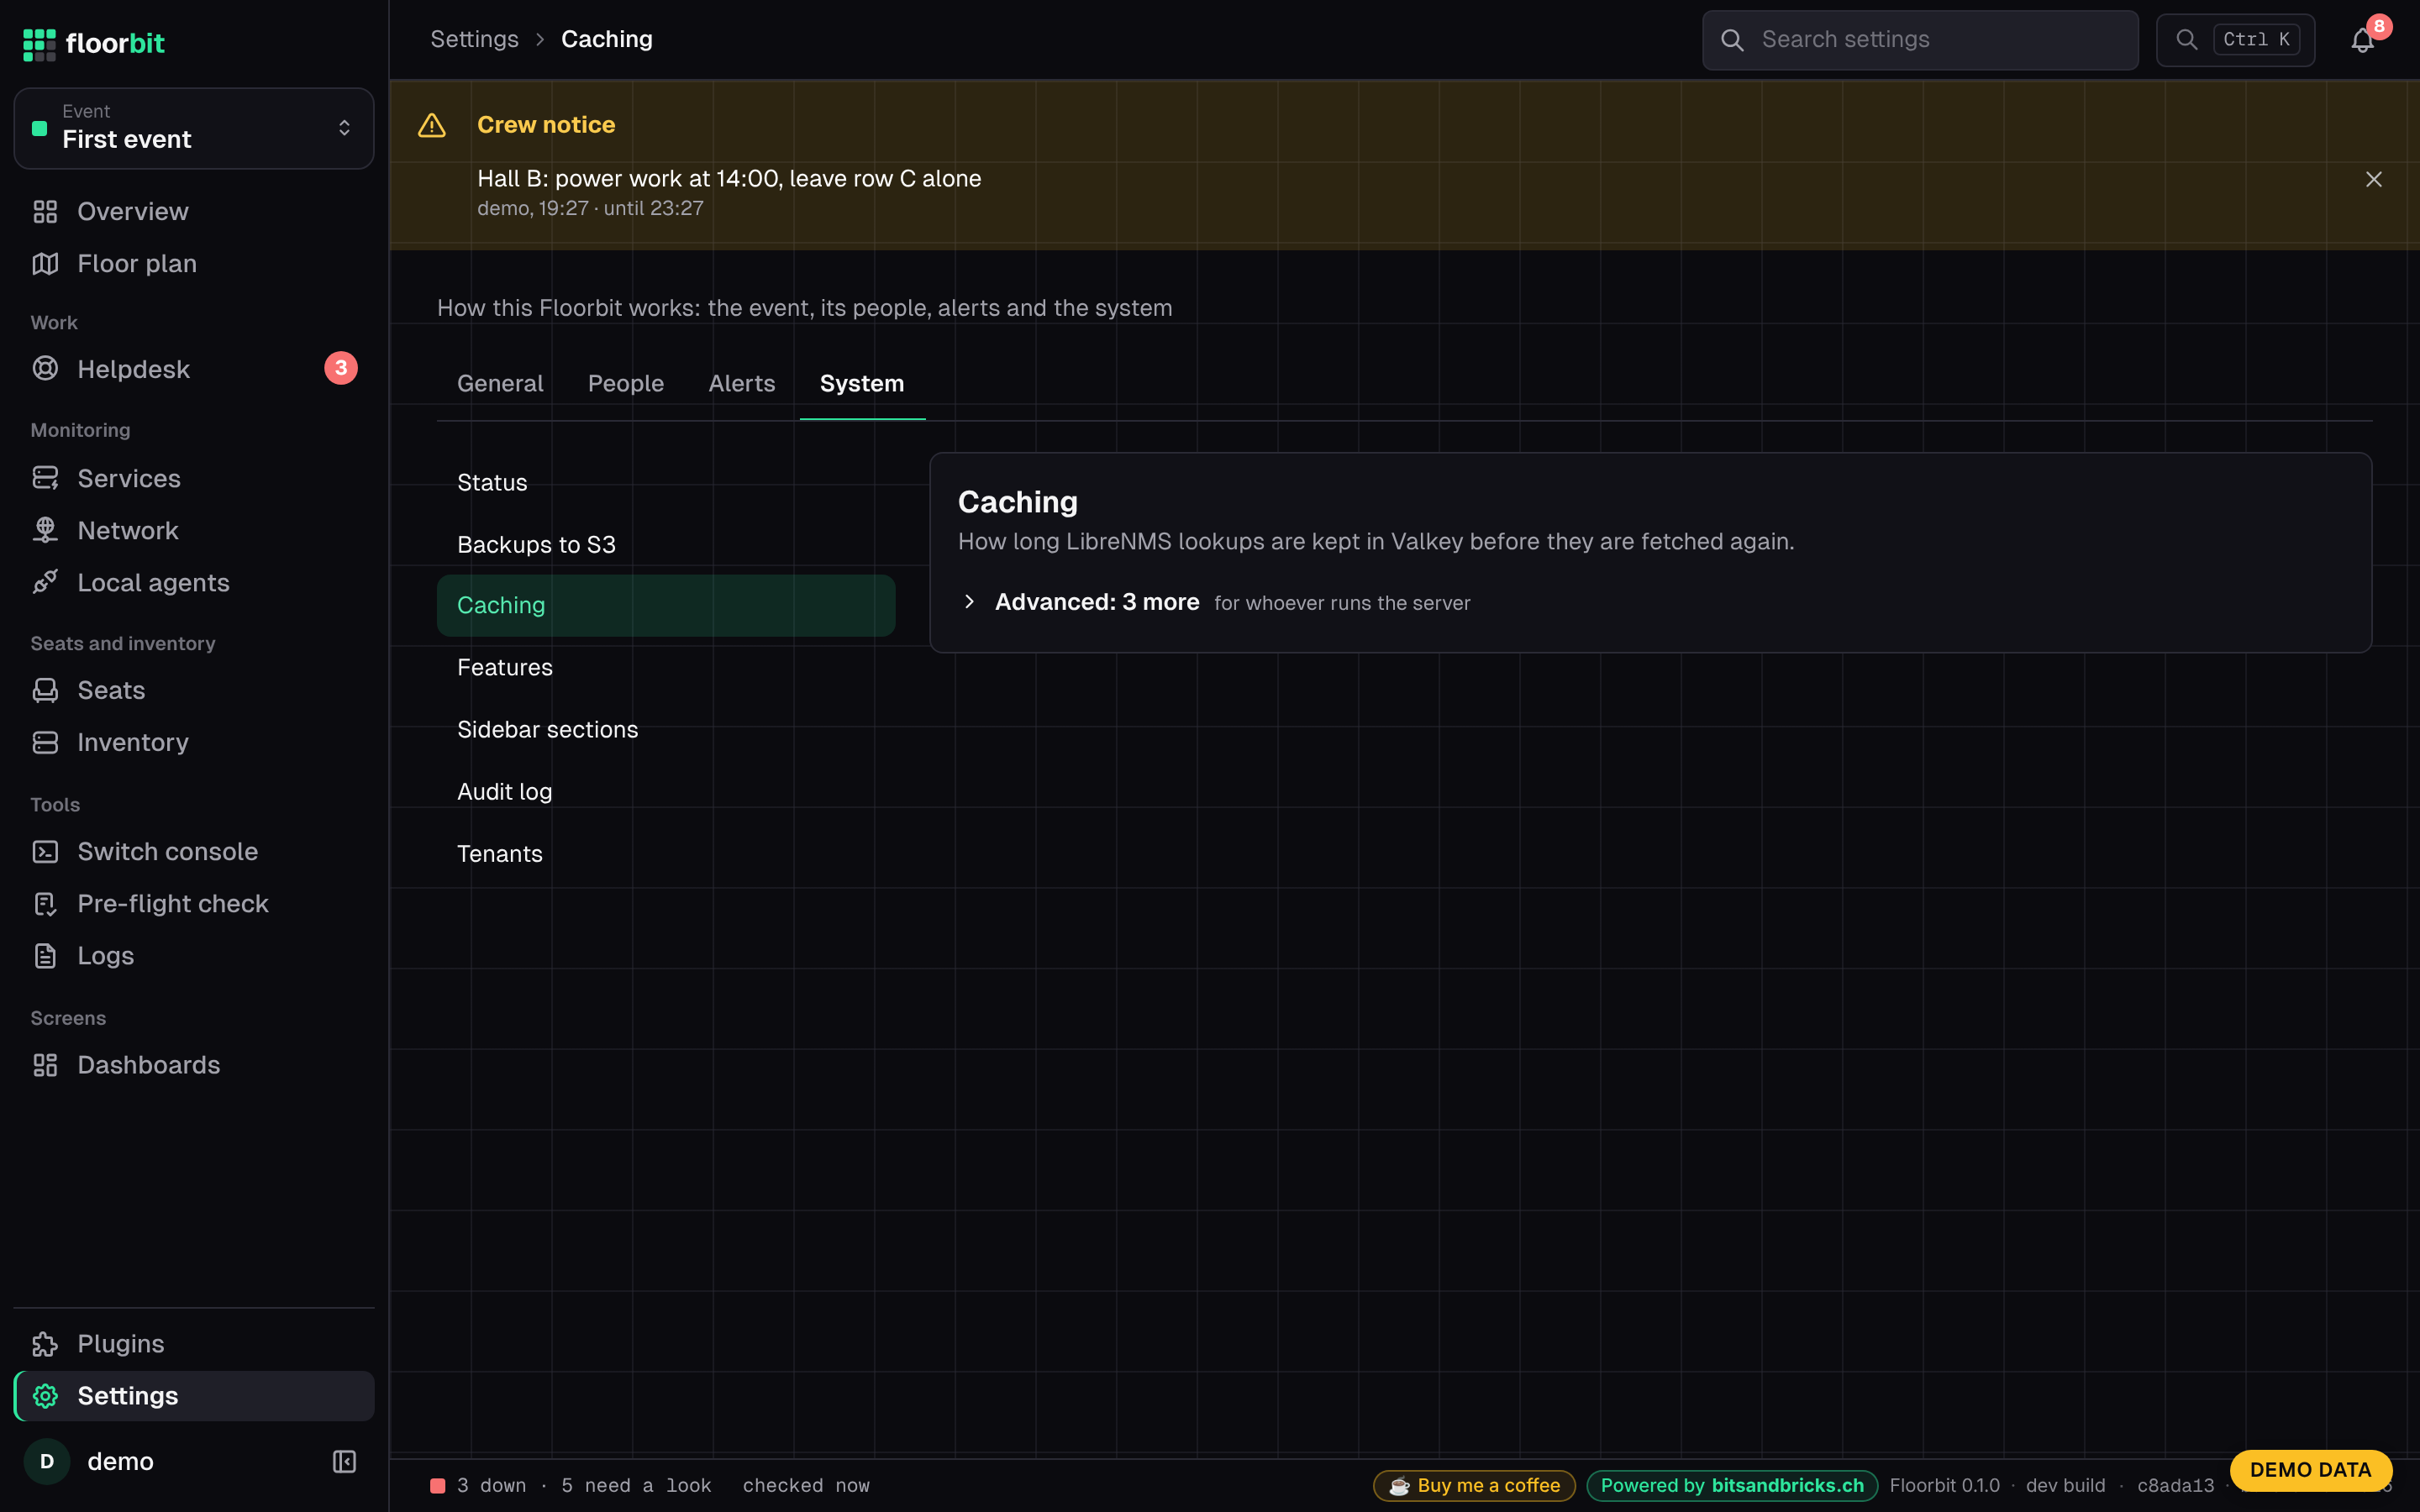 floorbit
Event
First event
Overview
Floor plan
Work
Helpdesk 3
Monitoring
Services
Network
Local agents
Seats and inventory
Seats
Inventory
Tools
Switch console
Pre-flight check
Logs
Screens
Dashboards
Plugins
Settings
D demo
Settings > Caching
Search settings
Ctrl K
8
Crew notice
Hall B: power work at 14:00, leave row C alone
demo, 19:27 · until 23:27
How this Floorbit works: the event, its people, alerts and the system
General People Alerts System
Status
Backups to S3
Caching
Features
Sidebar sections
Audit log
Tenants
Caching
How long LibreNMS lookups are kept in Valkey before they are fetched again.
Advanced: 3 more for whoever runs the server
3 down · 5 need a look checked now
☕ Buy me a coffee Powered by bitsandbricks.ch Floorbit 0.1.0 · dev build · c8ada13 ·
DEMO DATA